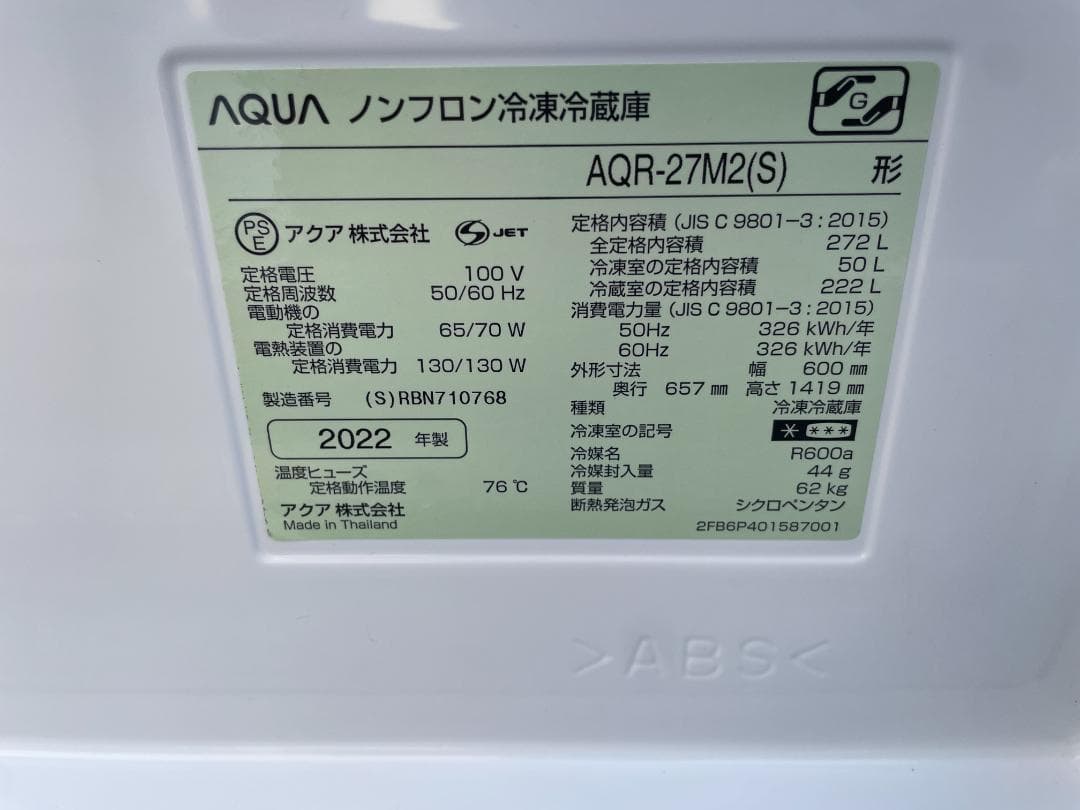 AQUA ノンフロン冷凍冷蔵庫
G
AQR-27M2(S) 形
PS E アクア 株式会社 S JET
定格電圧 100 V
定格周波数 50/60 Hz
電動機の
定格消費電力 65/70 W
電熱装置の
定格消費電力 130/130 W
製造番号 (S)RBN710768
2022 年製
温度ヒューズ
定格動作温度 76 ℃
アクア 株式会社
Made in Thailand
定格内容積 (JIS C 9801-3 : 2015)
全定格内容積 272 L
冷凍室の定格内容積 50 L
冷蔵室の定格内容積 222 L
消費電力量 (JIS C 9801-3 : 2015)
50Hz 326 kWh/年
60Hz 326 kWh/年
外形寸法 幅 600 mm
奥行 657 mm 高さ 1419 mm
種類 冷凍冷蔵庫
冷凍室の記号 * ***
冷媒名 R600a
冷媒封入量 44 g
質量 62 kg
断熱発泡ガス シクロペンタン
2FB6P401587001
>ABS<